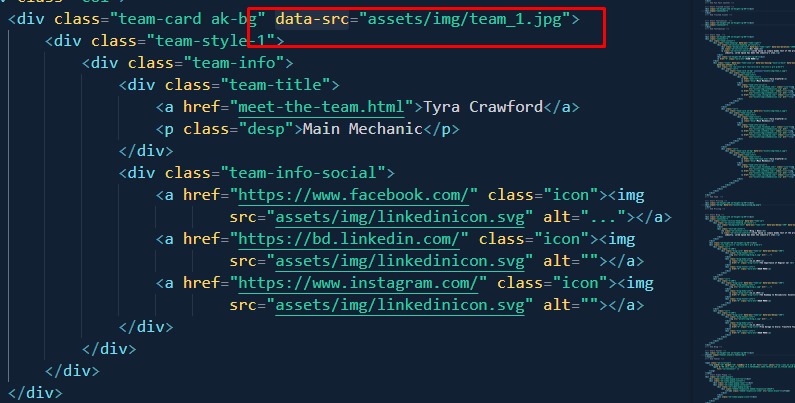 <div class="team-card ak-bg" data-src="assets/img/team_1.jpg">
<div class="team-style-1">
<div class="team-info">
<div class="team-title">
<a href="meet-the-team.html">Tyra Crawford</a>
<p class="desp">Main Mechanic</p>
</div>
<div class="team-info-social">
<a href="https://www.facebook.com/" class="icon"><img
src="assets/img/linkedinicon.svg" alt="..."></a>
<a href="https://bd.linkedin.com/" class="icon"><img
src="assets/img/linkedinicon.svg" alt=""></a>
<a href="https://www.instagram.com/" class="icon"><img
src="assets/img/linkedinicon.svg" alt=""></a>
</div>
</div>
</div>
</div>